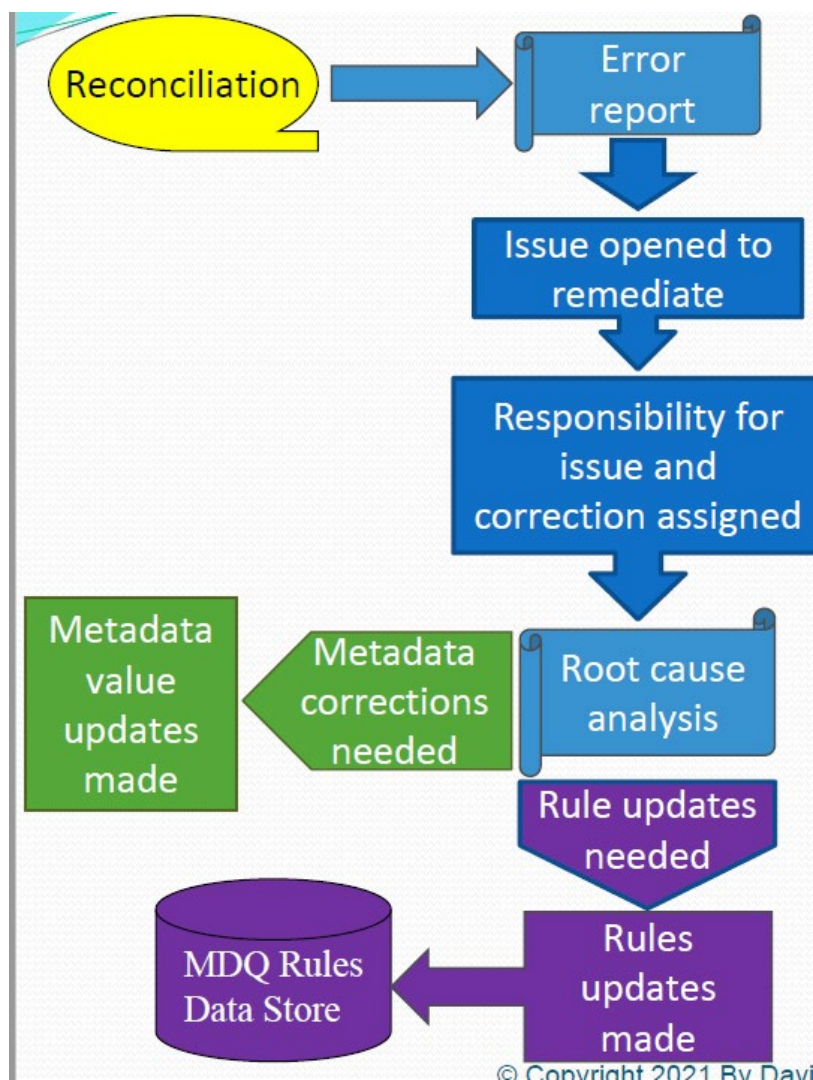 Reconciliation
Error
report
Issue opened to
remediate
Responsibility for
issue and
correction assigned
Root cause
analysis
Metadata
corrections
needed
Metadata
value
updates
made
Rule updates
needed
Rules
updates
made
MDQ Rules
Data Store
© Copyright 2021 By Davi